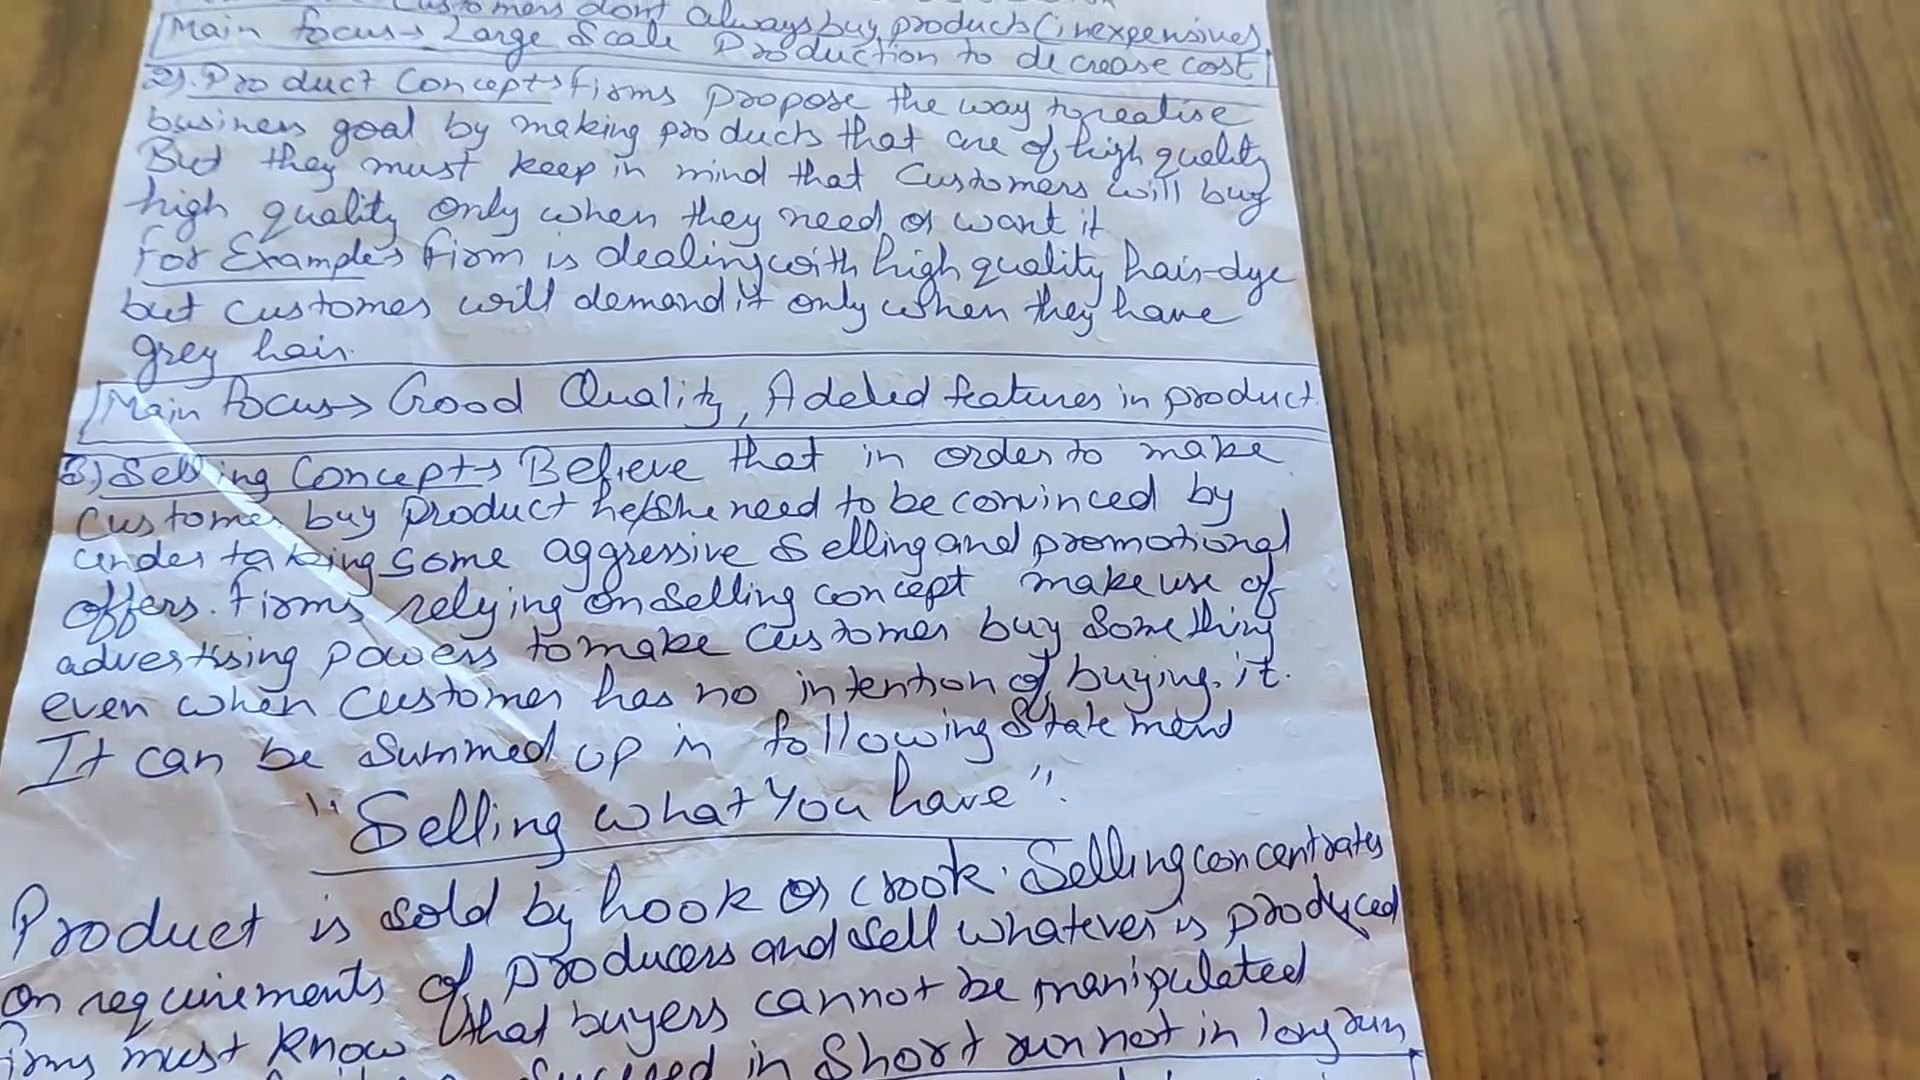 Customers dont always buy products (inexpensive)
Main focus→ Large Scale Production to decrease cost
2). Product Concept→ firms propose the way to realise
business goal by making products that are of high quality
But they must keep in mind that Customers will buy
high quality only when they need or want it
For Example→ Firm is dealing with high quality hair-dye
but customer will demand it only when they have
grey hair.
Main focus→ Good Quality, Added features in product.
3.) Selling Concept→ Believe that in order to make
customer buy product he/she need to be convinced by
undertaking some aggressive selling and promotional
offers. Firms relying on selling concept make use of
advertising powers to make customer buy something
even when customer has no intention of buying it.
It can be summed up in following statement
"Selling what You have".
Product is sold by hook or crook. Selling concentrates
on requirements of producers and sell whatever is produced
must know that buyers cannot be manipulated
in short run not in long run